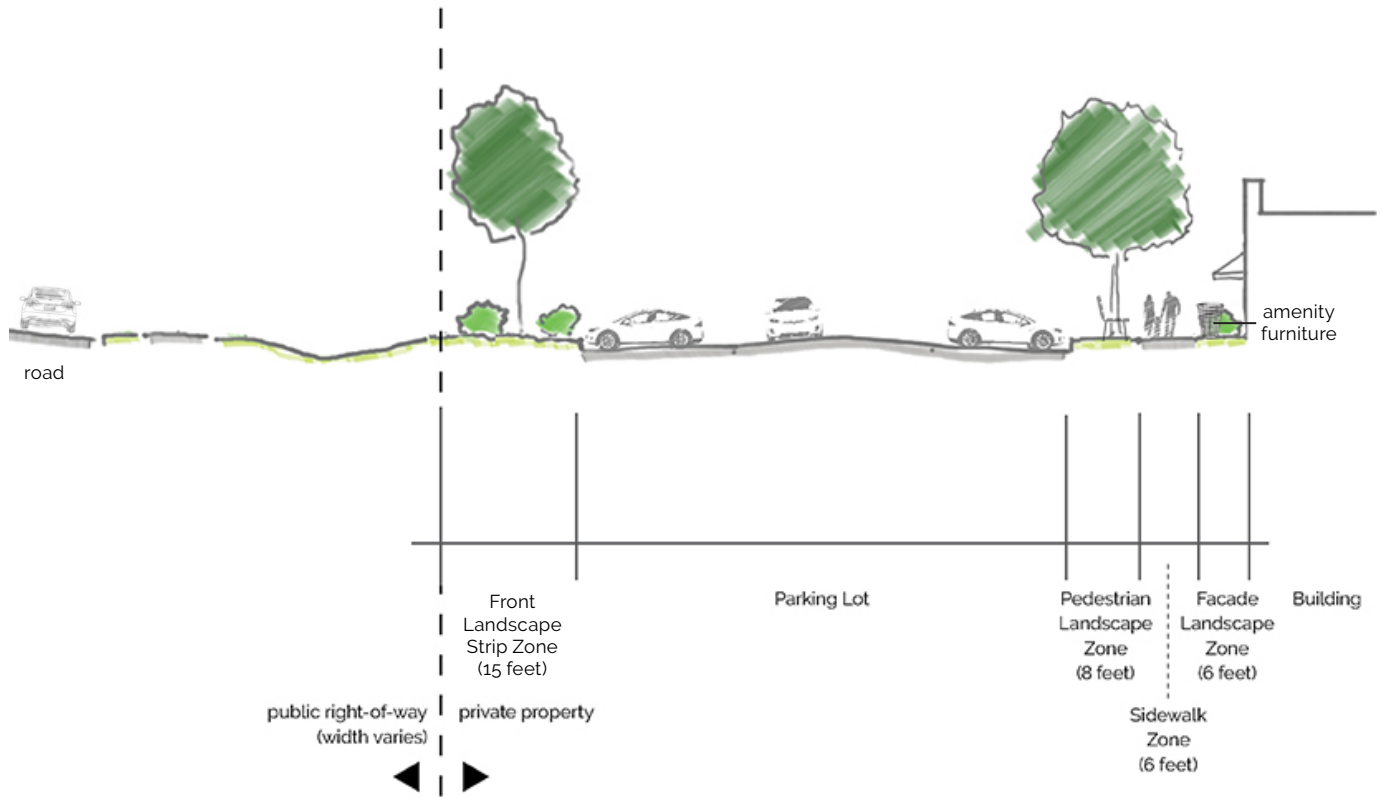 amenity
furniture
road
Front
Landscape
Strip Zone
(15 feet)
Parking Lot
Pedestrian
Landscape
Zone
(8 feet)
Facade
Landscape
Zone
(6 feet)
Building
public right-of-way
(width varies)
private property
Sidewalk
Zone
(6 feet)